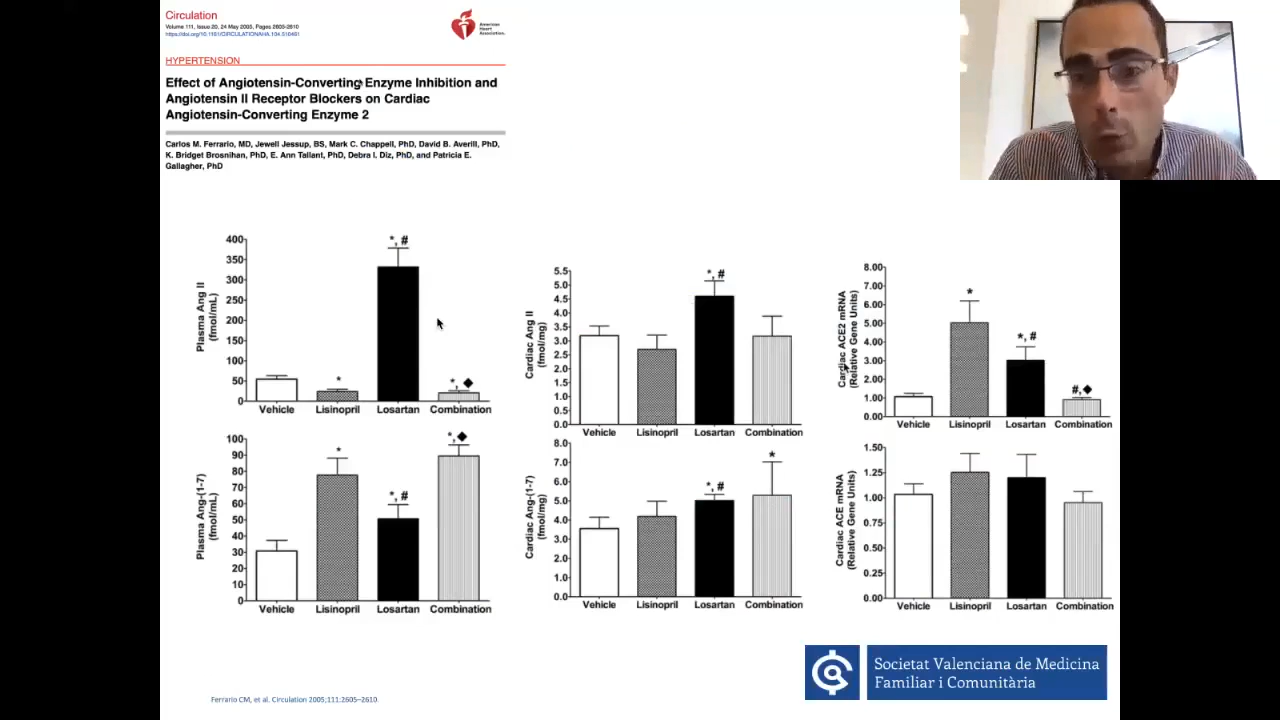 Circulation
Volume 111, Issue 20, 24 May 2005, Pages 2605-2610
https://doi.org/10.1161/CIRCULATIONAHA.104.510461
American
Heart
Association.
HYPERTENSION
Effect of Angiotensin-Converting Enzyme Inhibition and
Angiotensin II Receptor Blockers on Cardiac
Angiotensin-Converting Enzyme 2
Carlos M. Ferrario, MD, Jewell Jessup, BS, Mark C. Chappell, PhD, David B. Averill, PhD,
K. Bridget Brosnihan, PhD, E. Ann Tallant, PhD, Debra I. Diz, PhD, and Patricia E.
Gallagher, PhD
Plasma Ang II
(fmol/mL)
400
350
300
250
200
150
100
50
0
*
*, #
*, ◆
Vehicle Lisinopril Losartan Combination
Plasma Ang-(1-7)
(fmol/mL)
100
90
80
70
60
50
40
30
20
10
0
*
*, #
*, ◆
Vehicle Lisinopril Losartan Combination
Cardiac Ang II
(fmol/mg)
5.5
5.0
4.5
4.0
3.5
3.0
2.5
2.0
1.5
1.0
0.5
0.0
*, #
Vehicle Lisinopril Losartan Combination
Cardiac Ang-(1-7)
(fmol/mg)
8.0
7.0
6.0
5.0
4.0
3.0
2.0
1.0
0.0
*, #
*
Vehicle Lisinopril Losartan Combination
Cardiac ACE2 mRNA
(Relative Gene Units)
8.00
7.00
6.00
5.00
4.00
3.00
2.00
1.00
0.00
*
*, #
#, ◆
Vehicle Lisinopril Losartan Combination
Cardiac ACE mRNA
(Relative Gene Units)
1.50
1.25
1.00
0.75
0.50
0.25
0.00
Vehicle Lisinopril Losartan Combination
Societat Valenciana de Medicina
Familiar i Comunitària
Ferrario CM, et al. Circulation 2005;111:2605–2610.